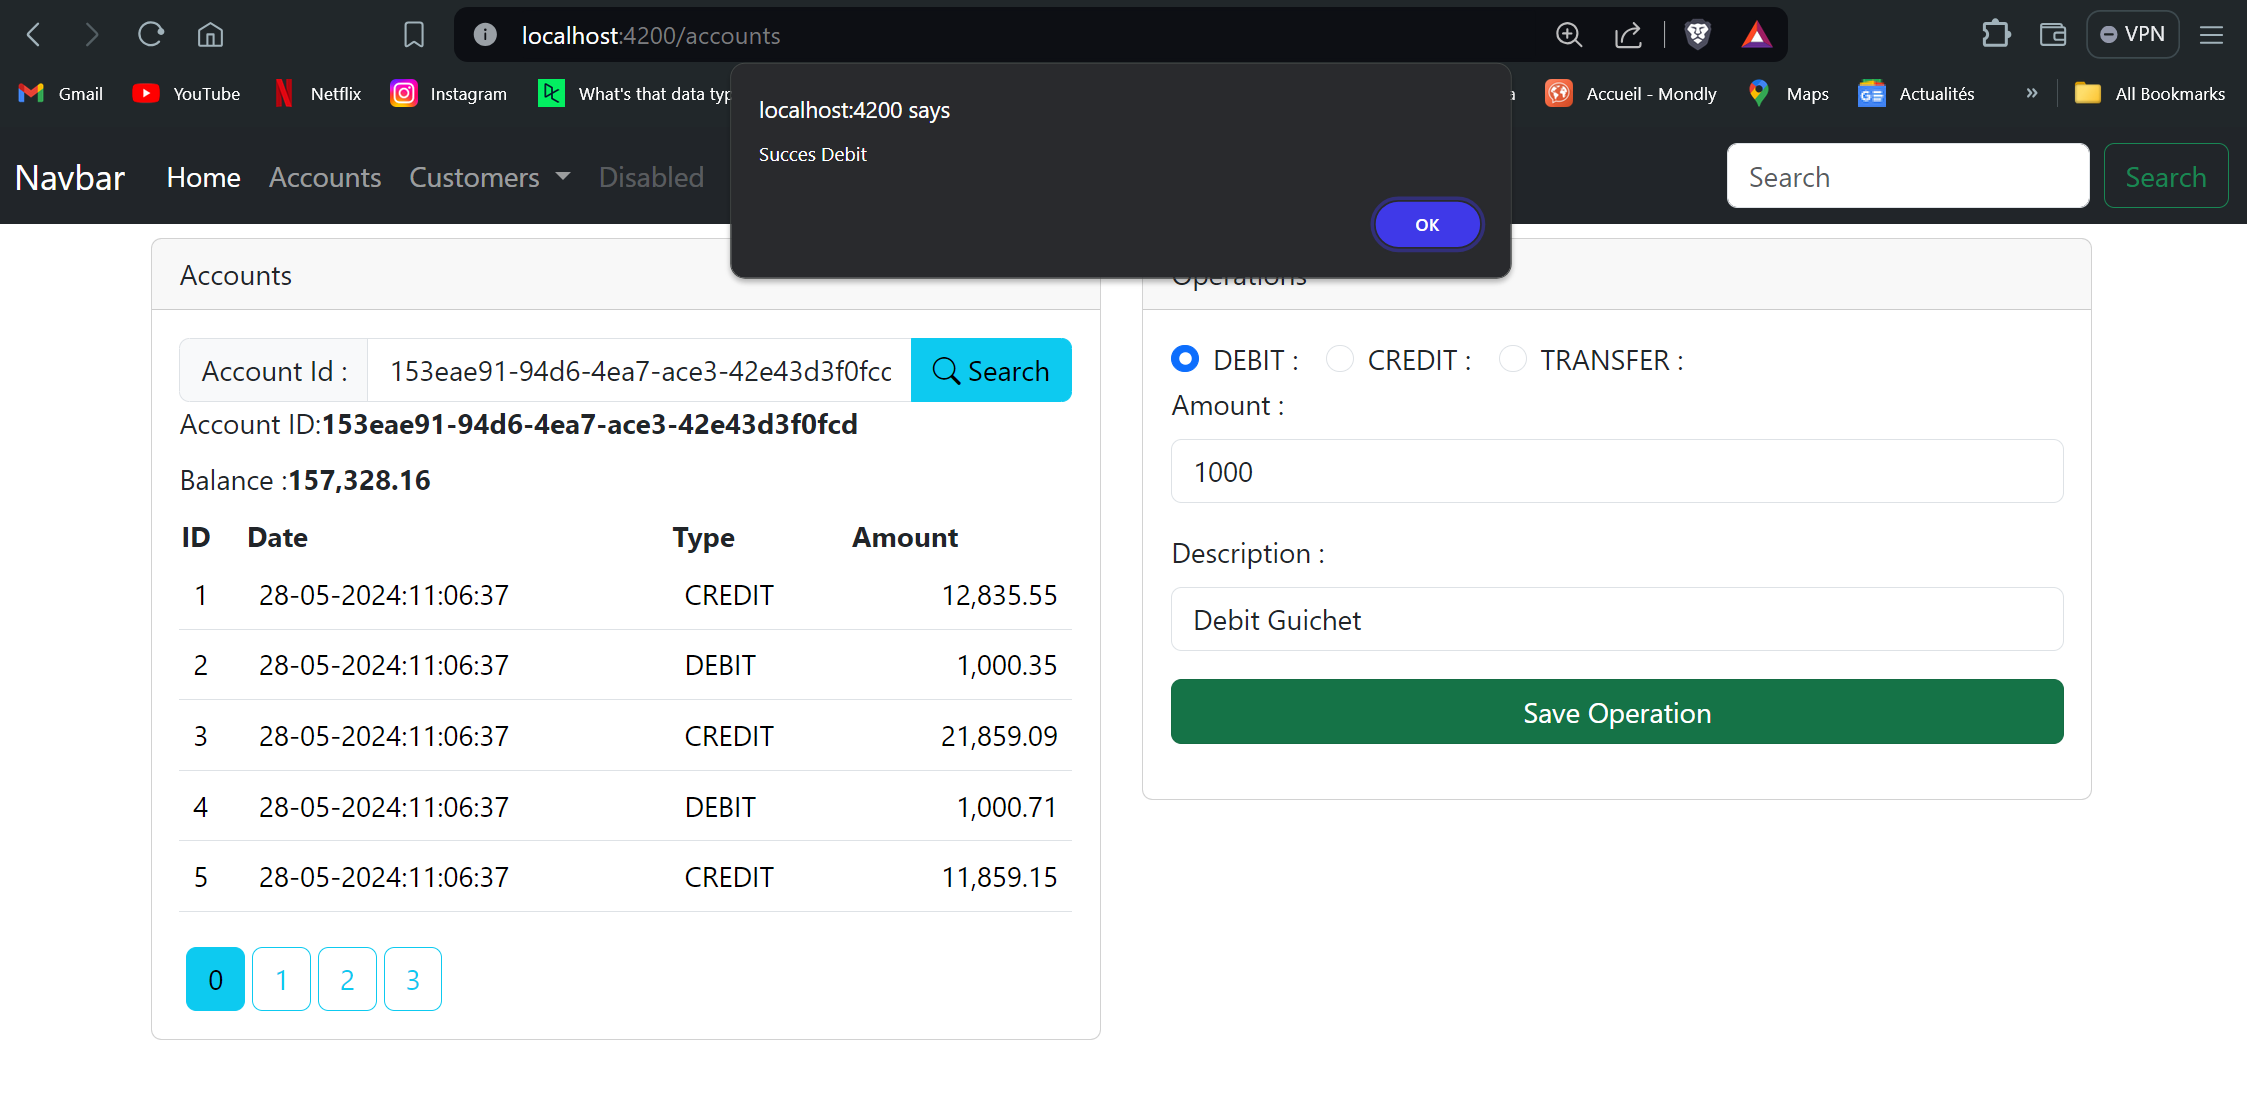 localhost:4200/accounts
VPN
Gmail YouTube Netflix Instagram What's that data typ Accueil - Mondly Maps Actualités » All Bookmarks
localhost:4200 says
Succes Debit
OK
Navbar Home Accounts Customers Disabled Search Search
Accounts
Operations
Account Id : 153eae91-94d6-4ea7-ace3-42e43d3f0fcc Search
Account ID:153eae91-94d6-4ea7-ace3-42e43d3f0fcd
Balance :157,328.16
ID Date Type Amount
1 28-05-2024:11:06:37 CREDIT 12,835.55
2 28-05-2024:11:06:37 DEBIT 1,000.35
3 28-05-2024:11:06:37 CREDIT 21,859.09
4 28-05-2024:11:06:37 DEBIT 1,000.71
5 28-05-2024:11:06:37 CREDIT 11,859.15
0 1 2 3
DEBIT : CREDIT : TRANSFER :
Amount :
1000
Description :
Debit Guichet
Save Operation